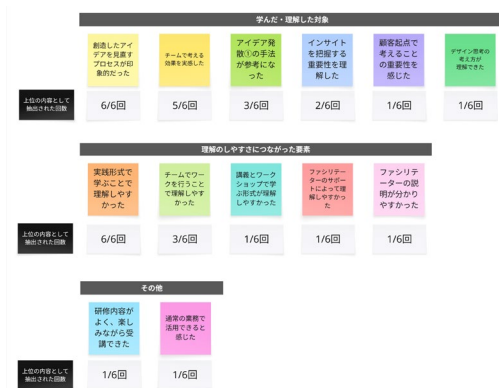 学んだ・理解した対象
創造したアイ
デアを見直す
プロセスが印
象的だった
チームで考える
効果を実感した
アイデア発
散①の手法
が参考にな
った
インサイト
を把握する
重要性を理
解した
顧客起点で
考えること
の重要性を
感じた
デザイン思考の
考え方が
理解できた
上位の内容として
抽出された回数
6/6回
5/6回
3/6回
2/6回
1/6回
1/6回
理解のしやすさにつながった要素
実践形式で
学ぶことで
理解しやす
かった
チームでワー
クを行うこと
で理解しやす
かった
講義とワーク
ショップで学
ぶ形式が理解
しやすかった
ファシリテー
ターのサポー
トによって理
解しやすかっ
た
ファシリテ
ーターの説
明が分かり
やすかった
上位の内容として
抽出された回数
6/6回
3/6回
1/6回
1/6回
1/6回
その他
研修内容が
よく、楽し
みながら受
講できた
通常の業務で
活用できると
感じた
上位の内容として
抽出された回数
1/6回
1/6回